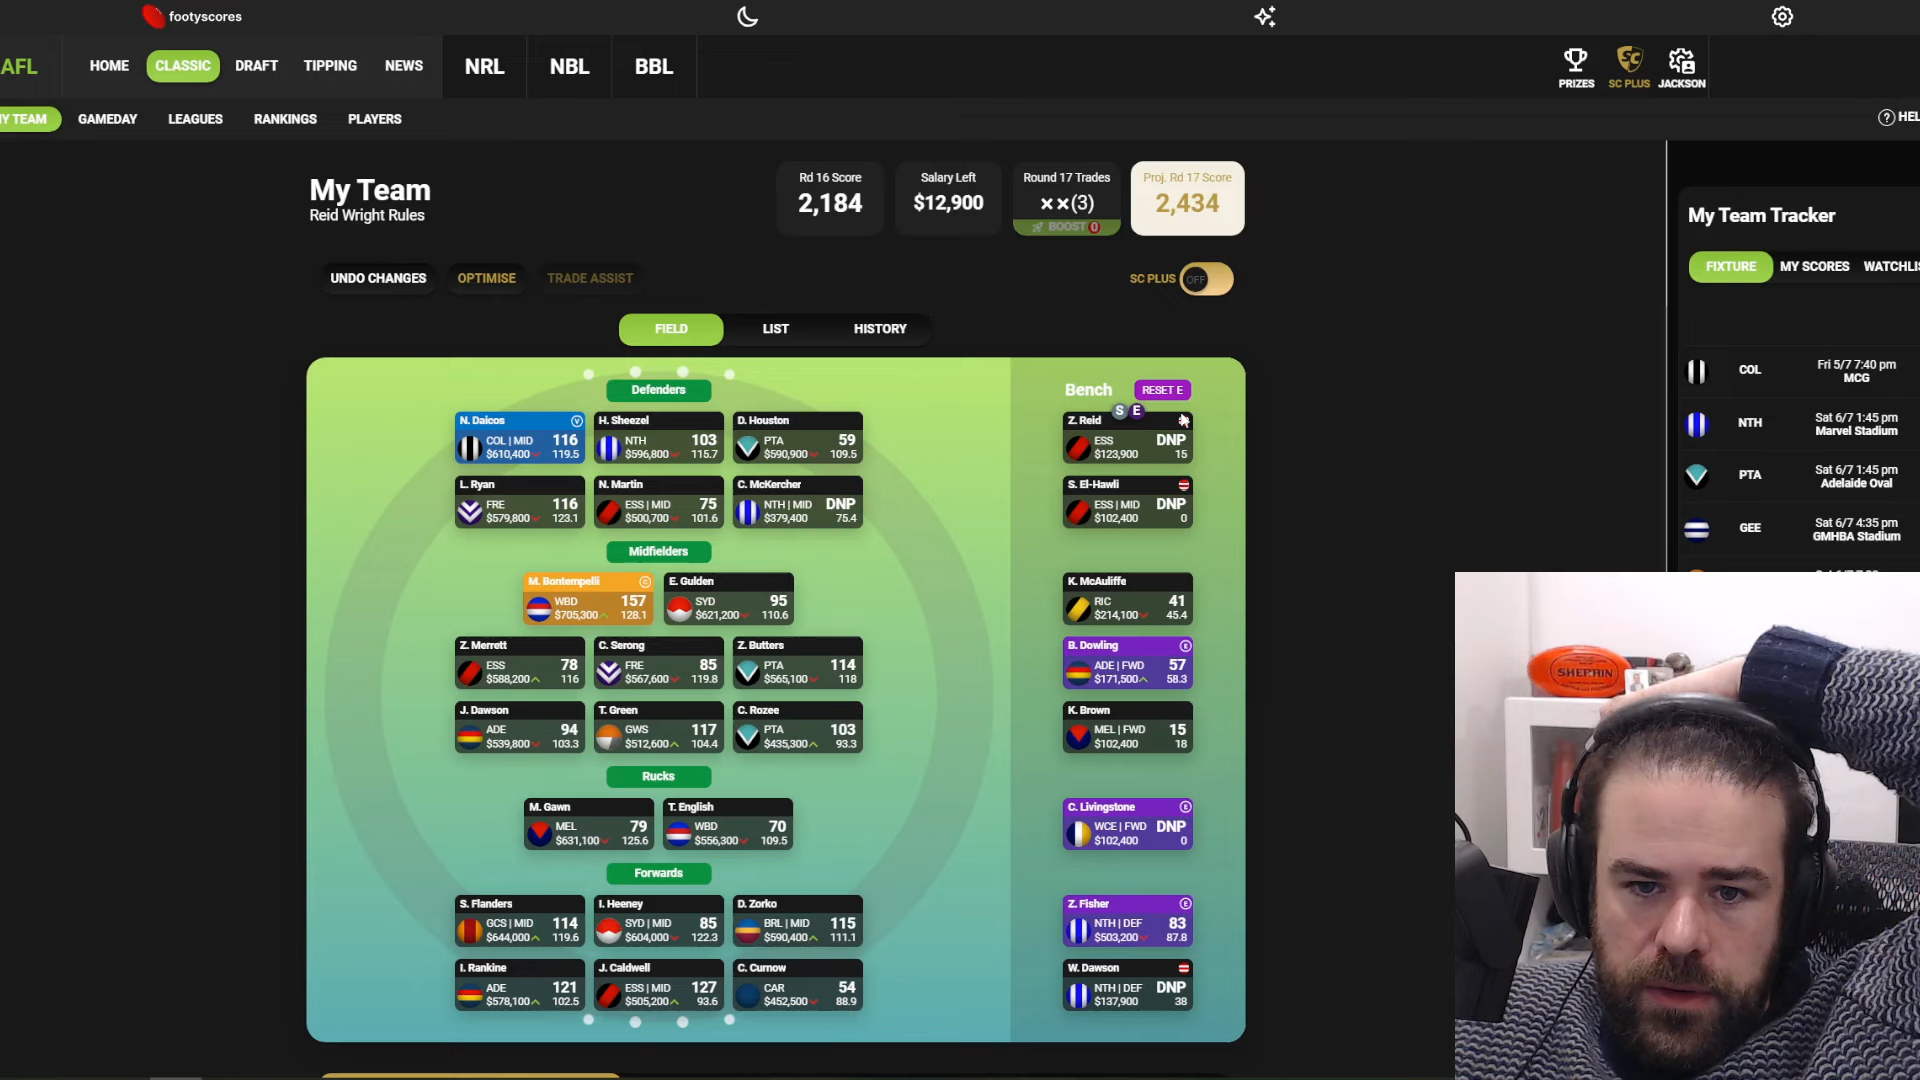 footyscores
AFL
HOME
CLASSIC
DRAFT
TIPPING
NEWS
NRL
NBL
BBL
PRIZES
SC PLUS
JACKSON
MY TEAM
GAMEDAY
LEAGUES
RANKINGS
PLAYERS
HEL
My Team
Reid Wright Rules
Rd 16 Score
2,184
Salary Left
$12,900
Round 17 Trades
××(3)
BOOST 0
Proj. Rd 17 Score
2,434
UNDO CHANGES
OPTIMISE
TRADE ASSIST
SC PLUS OFF
FIELD
LIST
HISTORY
Defenders
N. Daicos V
COL | MID 116
$610,400 119.5
H. Sheezel
NTH 103
$596,800 115.7
D. Houston
PTA 59
$590,900 109.5
L. Ryan
FRE 116
$579,800 123.1
N. Martin
ESS | MID 75
$500,700 101.6
C. McKercher
NTH | MID DNP
$379,400 75.4
Midfielders
M. Bontempelli C
WBD 157
$705,300 128.1
E. Gulden
SYD 95
$621,200 110.6
Z. Merrett
ESS 78
$588,200 116
C. Serong
FRE 85
$567,600 119.8
Z. Butters
PTA 114
$565,100 118
J. Dawson
ADE 94
$539,800 103.3
T. Green
GWS 117
$512,600 104.4
C. Rozee
PTA 103
$435,300 93.3
Rucks
M. Gawn
MEL 79
$631,100 125.6
T. English
WBD 70
$556,300 109.5
Forwards
S. Flanders
GCS | MID 114
$644,000 119.6
I. Heeney
SYD | MID 85
$604,000 122.3
D. Zorko
BRL | MID 115
$590,400 111.1
I. Rankine
ADE 121
$578,100 102.5
J. Caldwell
ESS | MID 127
$505,200 93.6
C. Curnow
CAR 54
$452,500 88.9
Bench
RESET E
S E
Z. Reid
ESS DNP
$123,900 15
S. El-Hawli
ESS | MID DNP
$102,400 0
K. McAuliffe
RIC 41
$214,100 45.4
B. Dowling E
ADE | FWD 57
$171,500 58.3
K. Brown
MEL | FWD 15
$102,400 18
C. Livingstone E
WCE | FWD DNP
$102,400 0
Z. Fisher E
NTH | DEF 83
$503,200 87.8
W. Dawson
NTH | DEF DNP
$137,900 38
My Team Tracker
FIXTURE
MY SCORES
WATCHLIS
COL
Fri 5/7 7:40 pm
MCG
NTH
Sat 6/7 1:45 pm
Marvel Stadium
PTA
Sat 6/7 1:45 pm
Adelaide Oval
GEE
Sat 6/7 4:35 pm
GMHBA Stadium
SHERRIN